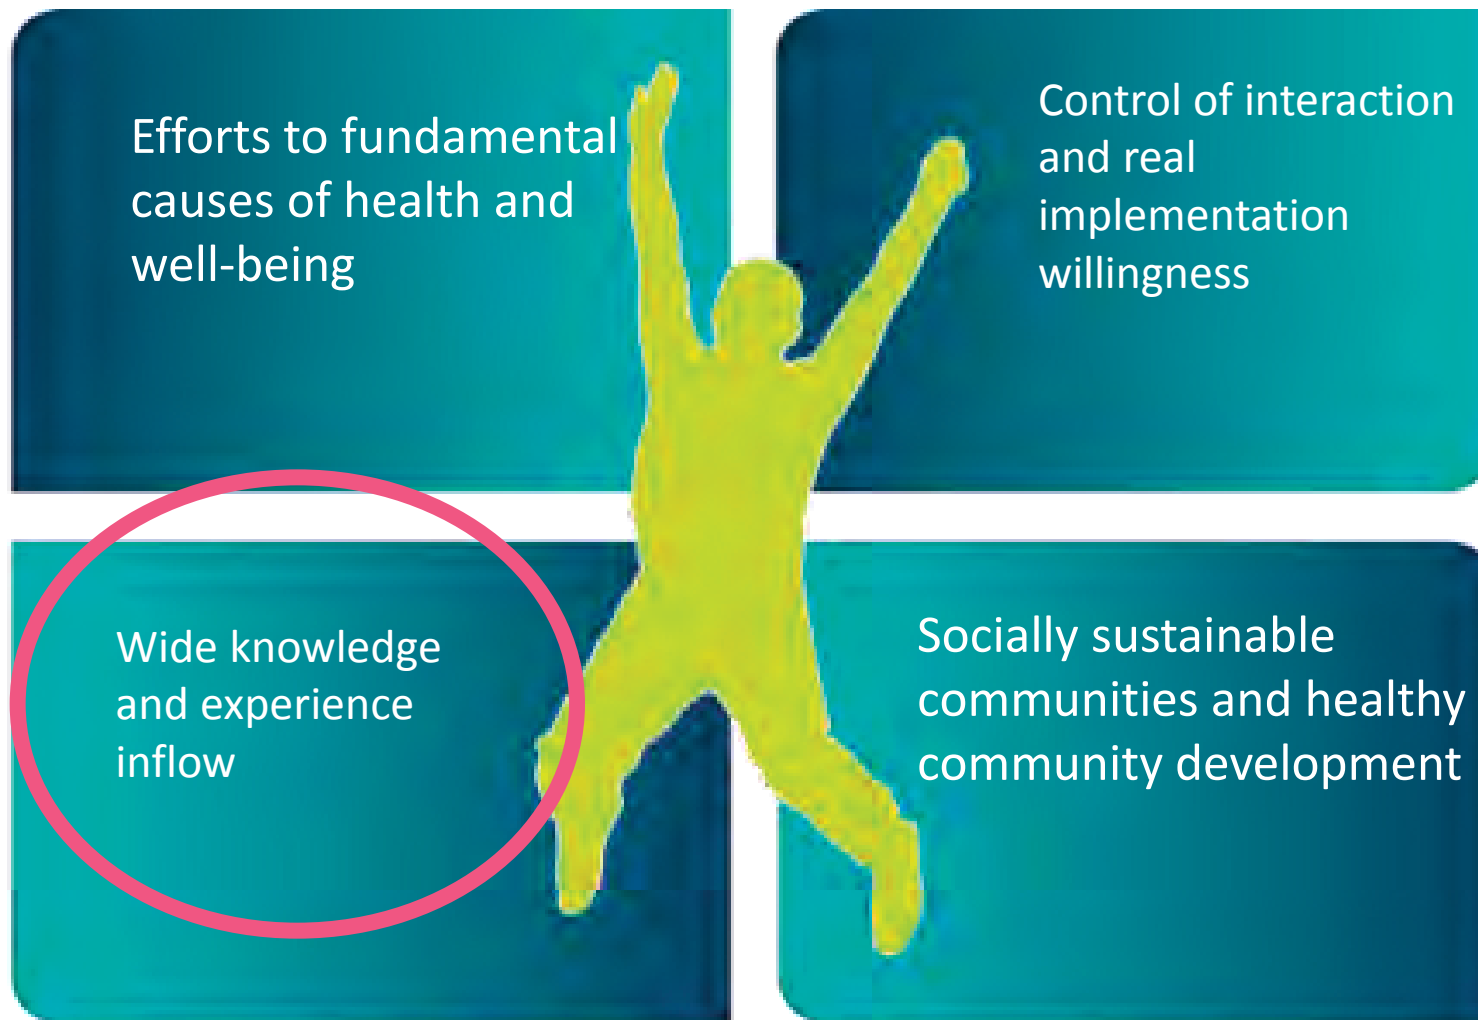 Efforts to fundamental
causes of health and
well-being
Control of interaction
and real
implementation
willingness
Wide knowledge
and experience
inflow
Socially sustainable
communities and healthy
community development